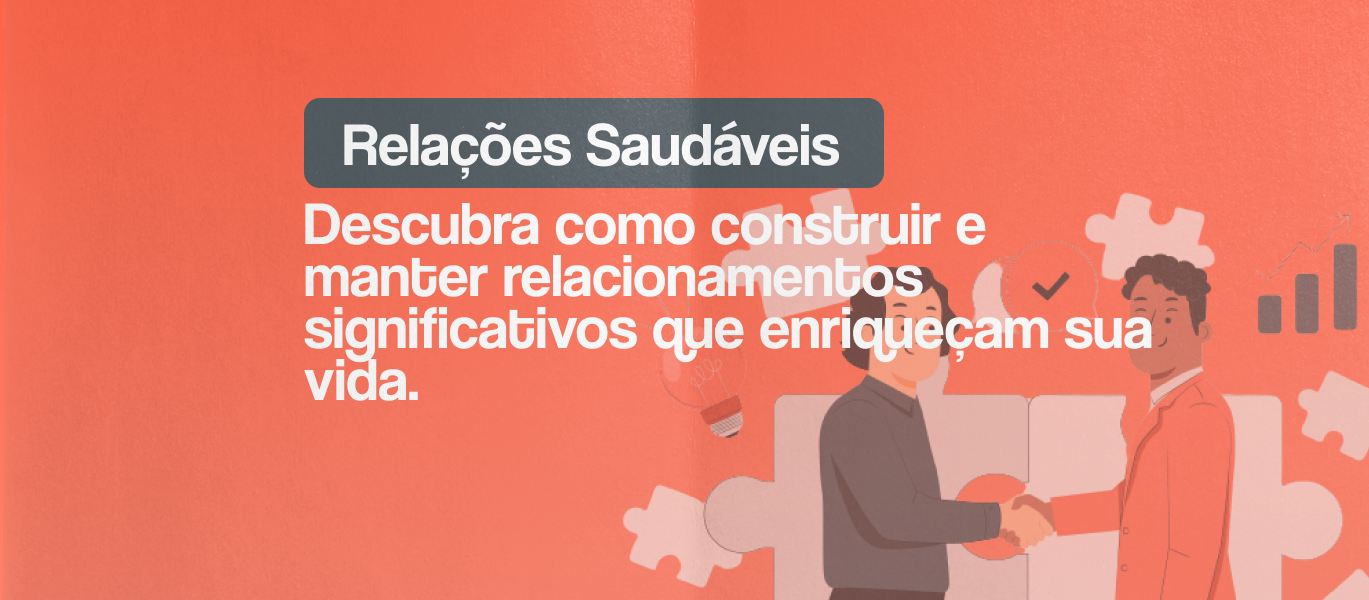 Relações Saudáveis
Descubra como construir e
manter relacionamentos
significativos que enriqueçam sua
vida.